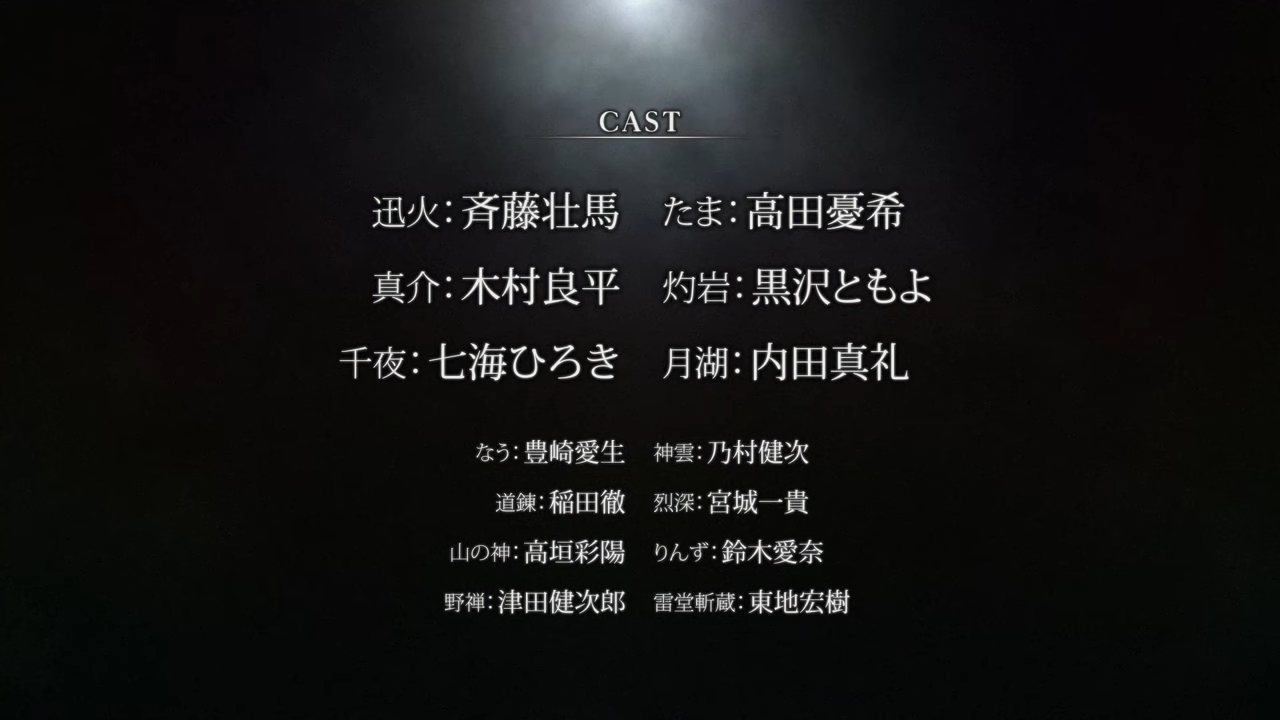 CAST
迅火：斉藤壮馬　たま：高田憂希
真介：木村良平　灼岩：黒沢ともよ
千夜：七海ひろき　月湖：内田真礼
なう：豊崎愛生　神雲：乃村健次
道錬：稲田徹　烈深：宮城一貴
山の神：高垣彩陽　りんず：鈴木愛奈
野禅：津田健次郎　雷堂斬蔵：東地宏樹